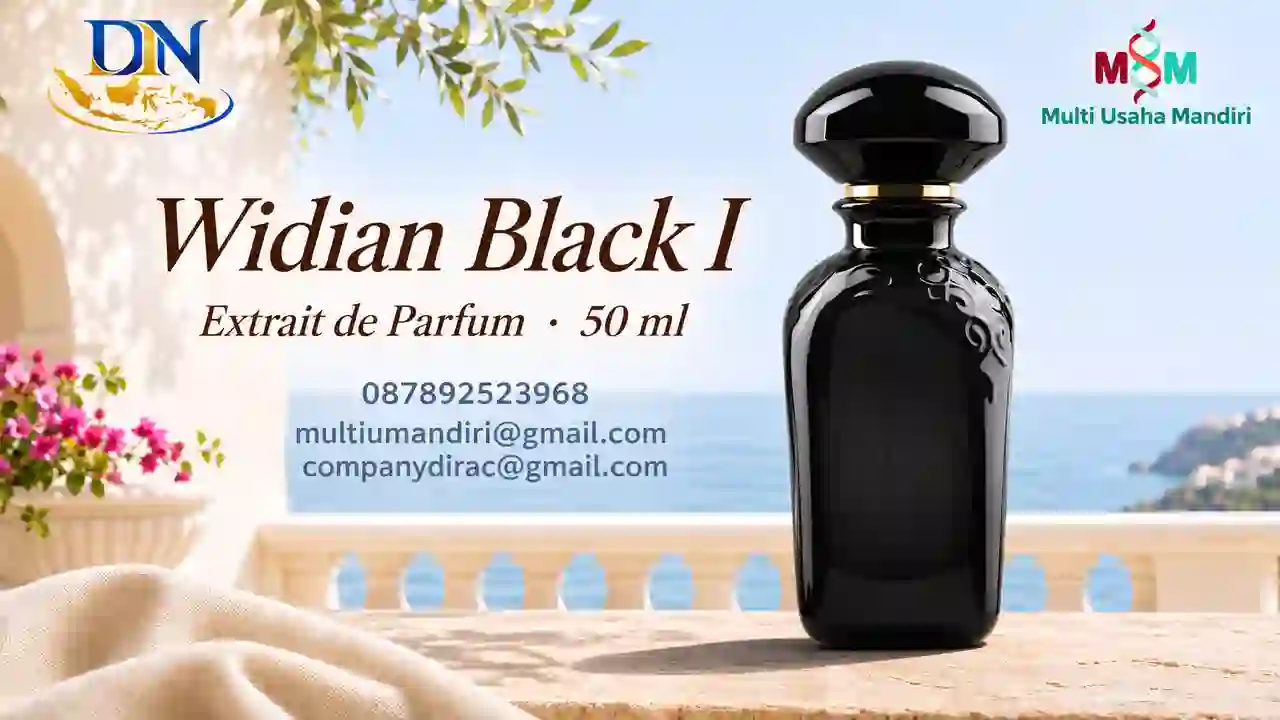 DN
MSM
Multi Usaha Mandiri
Widian Black I
Extrait de Parfum · 50 ml
087892523968
multiumandiri@gmail.com
companydirac@gmail.com